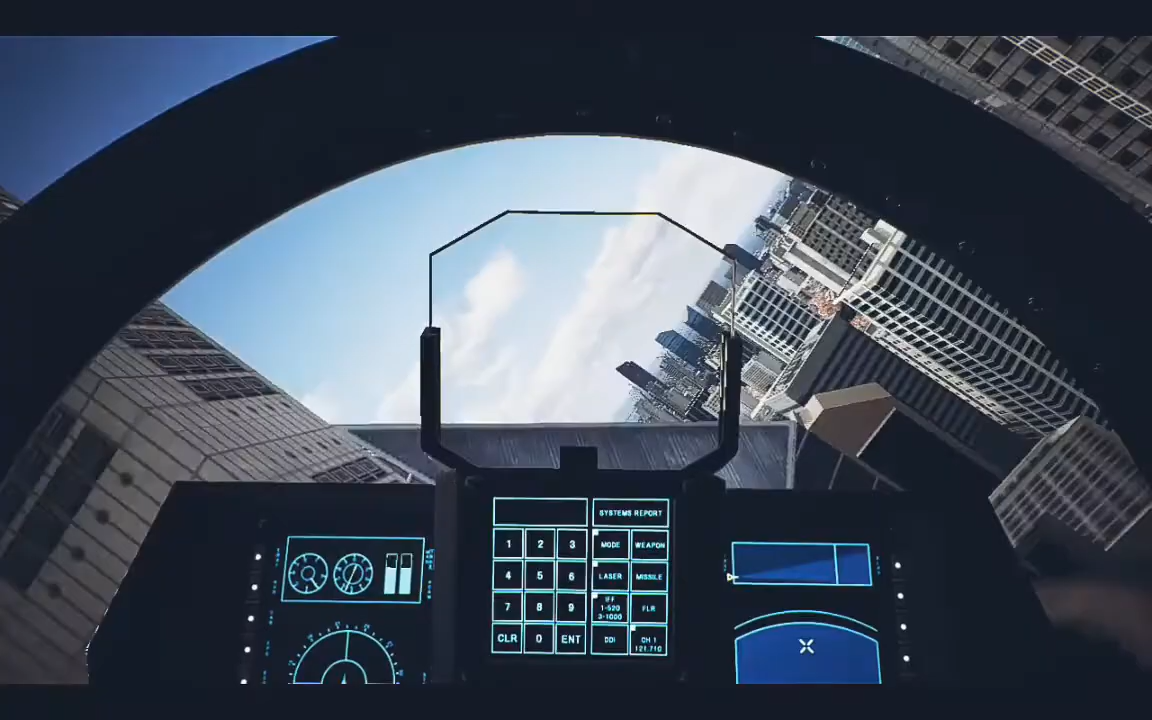 SYSTEMS REPORT
1 2 3 MODE WEAPON
4 5 6 LASER MISSILE
7 8 9 IFF FLR
1-520
3-1000
CLR 0 ENT DDI CH 1
121.710